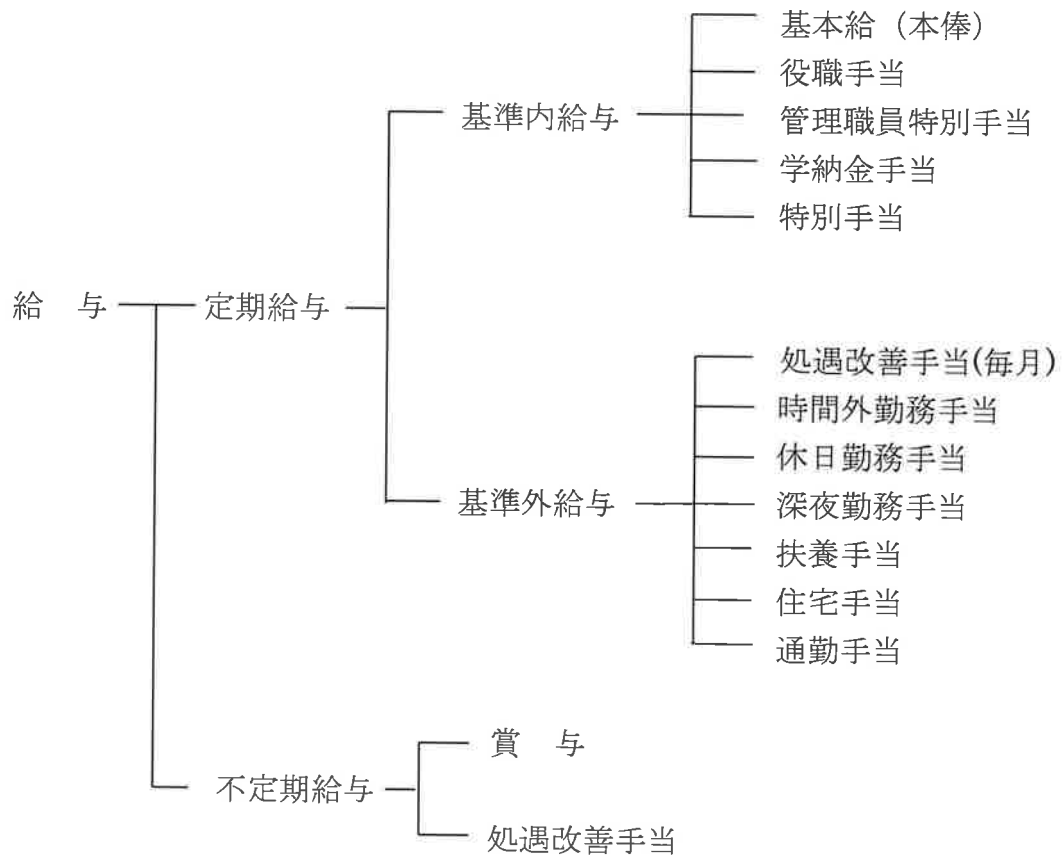 基本給（本俸）
役職手当
基準内給与
管理職員特別手当
学納金手当
特別手当
給　与
定期給与
処遇改善手当(毎月)
時間外勤務手当
休日勤務手当
基準外給与
深夜勤務手当
扶養手当
住宅手当
通勤手当
賞　与
不定期給与
処遇改善手当